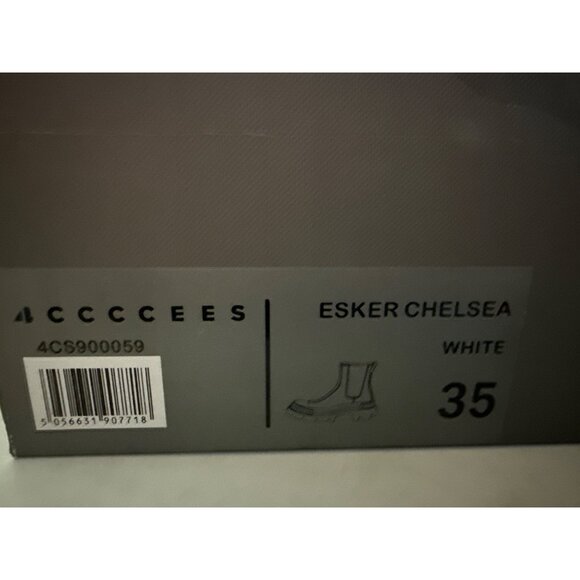 4CCCCEES
4CS900059
5 056631 907718
ESKER CHELSEA
WHITE
35